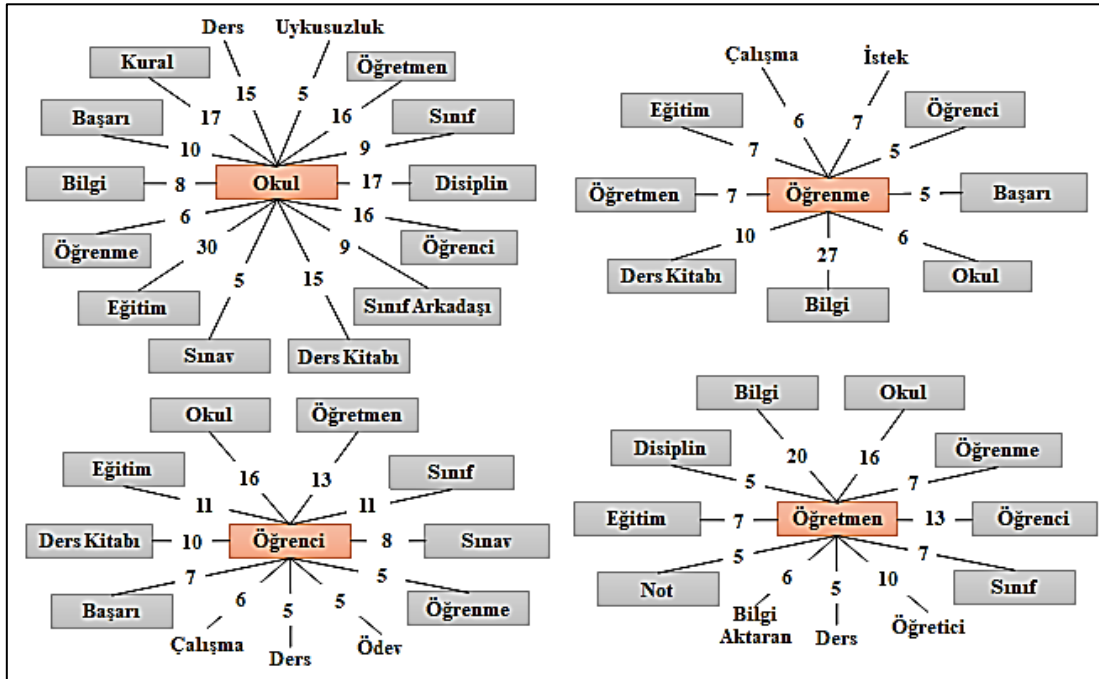 Ders Uykusuzluk
Kural Öğretmen
15 5
Başarı 17 16 Sınıf
10 9
Bilgi 8 Okul 17 Disiplin
6 16
Öğrenme 30 9 Öğrenci
5 15
Eğitim Sınıf Arkadaşı
Sınav Ders Kitabı
Çalışma İstek
Eğitim Öğrenci
6 7
7 5
Öğretmen 7 Öğrenme 5 Başarı
10 6
27
Ders Kitabı Okul
Bilgi
Okul Öğretmen
Eğitim Sınıf
16 13
11 11
Ders Kitabı 10 Öğrenci 8 Sınav
7 5
6 5 5
Başarı Öğrenme
Çalışma Ders Ödev
Bilgi Okul
Disiplin Öğrenme
20 16
5 7
Eğitim 7 Öğretmen 13 Öğrenci
5 7
6 5 10
Not Sınıf
Bilgi
Aktaran Ders Öğretici